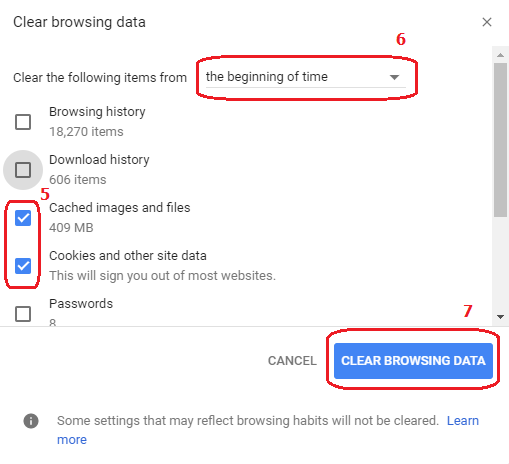 Clear browsing data
6
Clear the following items from the beginning of time
Browsing history
18,270 items
Download history
606 items
5
Cached images and files
409 MB
Cookies and other site data
This will sign you out of most websites.
Passwords
8
7
CANCEL CLEAR BROWSING DATA
Some settings that may reflect browsing habits will not be cleared. Learn
more